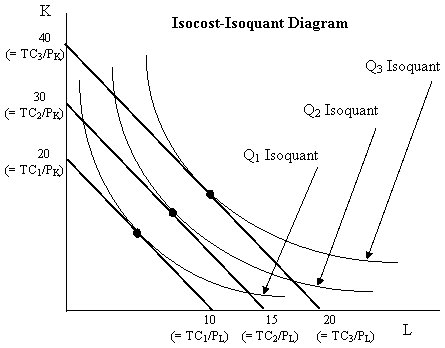 K
Isocost-Isoquant Diagram
40
(= TC3/PK)
Q3 Isoquant
30
(= TC2/PK)
Q2 Isoquant
20
(= TC1/PK)
Q1 Isoquant
10 15 20 L
(= TC1/PL) (= TC2/PL) (= TC3/PL)